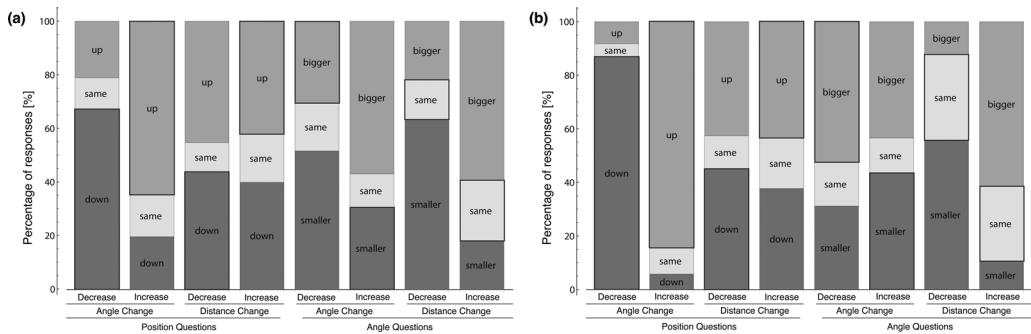 (a)
Percentage of responses [%]
100
80
60
40
20
0
up
same
down
up
same
down
up
same
down
up
same
down
bigger
same
smaller
bigger
same
smaller
bigger
same
smaller
bigger
same
smaller
Decrease Increase Decrease Increase Decrease Increase Decrease Increase
Angle Change Distance Change Angle Change Distance Change
Position Questions Angle Questions
(b)
Percentage of responses [%]
100
80
60
40
20
0
up
same
down
up
same
down
up
same
down
up
same
down
bigger
same
smaller
bigger
same
smaller
bigger
same
smaller
bigger
same
smaller
Decrease Increase Decrease Increase Decrease Increase Decrease Increase
Angle Change Distance Change Angle Change Distance Change
Position Questions Angle Questions